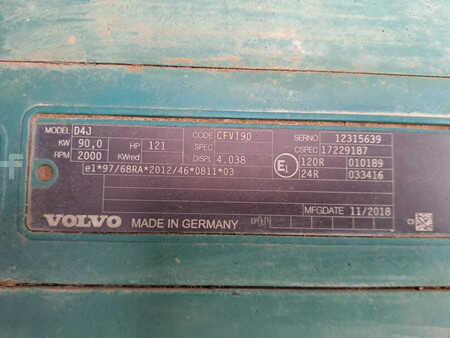 MODEL D4J CODE CFV190 SERNO 12315639
KW 90,0 HP 121 SPEC CSPEC 17229187
RPM 2000 KWred DISPL 4.038 E1 120R 010189
e1*97/68RA*2012/46*0811*03 24R 033416
MFGDATE 11/2018
VOLVO MADE IN GERMANY